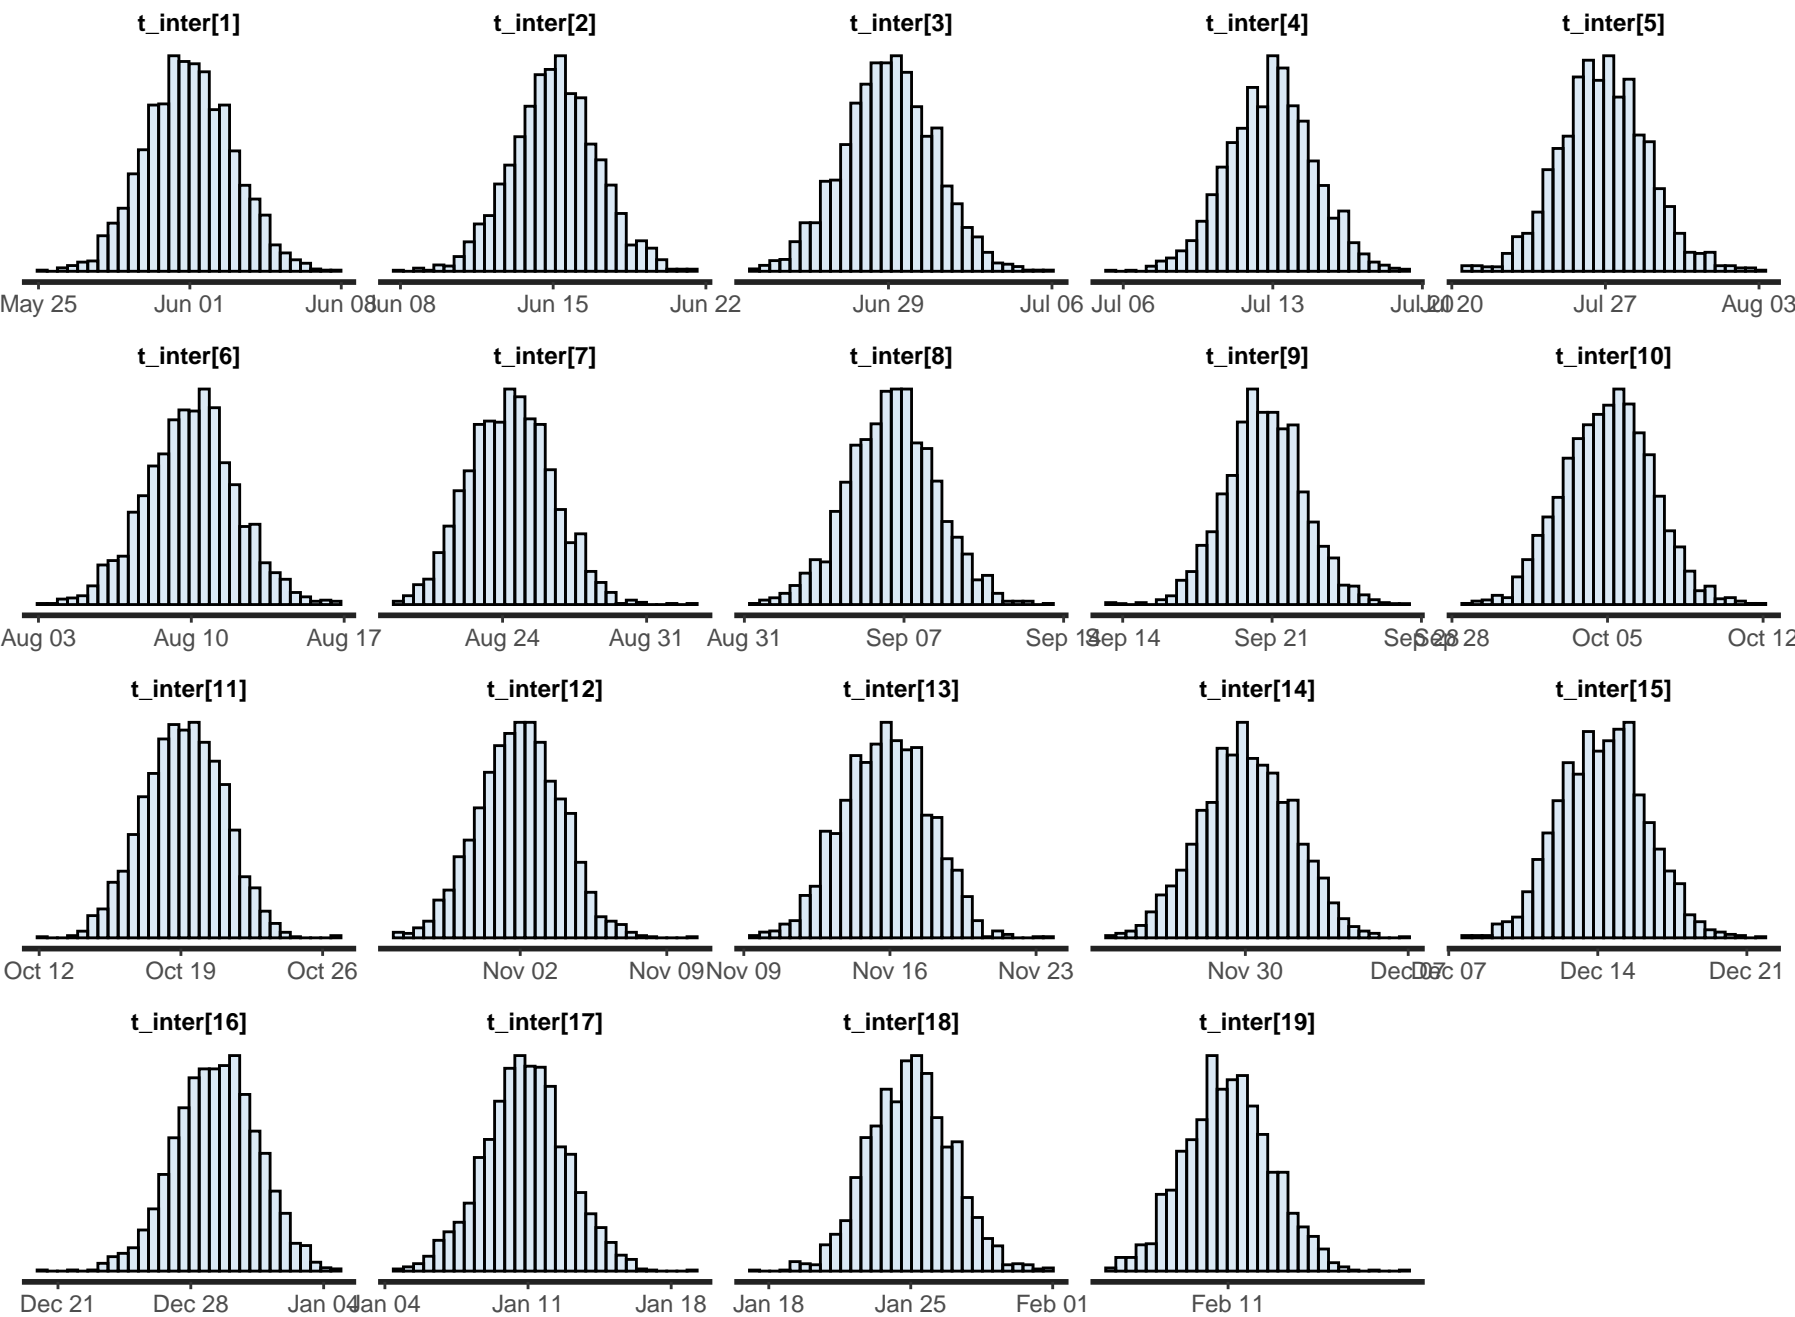 t_inter[1] t_inter[2] t_inter[3] t_inter[4] t_inter[5]
May 25 Jun 01 Jun 08 Jun 08 Jun 15 Jun 22 Jun 29 Jul 06 Jul 06 Jul 13 Jul 20 Jul 20 Jul 27 Aug 03
t_inter[6] t_inter[7] t_inter[8] t_inter[9] t_inter[10]
Aug 03 Aug 10 Aug 17 Aug 24 Aug 31 Aug 31 Sep 07 Sep 14 Sep 14 Sep 21 Sep 28 Sep 28 Oct 05 Oct 12
t_inter[11] t_inter[12] t_inter[13] t_inter[14] t_inter[15]
Oct 12 Oct 19 Oct 26 Nov 02 Nov 09 Nov 09 Nov 16 Nov 23 Nov 30 Dec 07 Dec 07 Dec 14 Dec 21
t_inter[16] t_inter[17] t_inter[18] t_inter[19]
Dec 21 Dec 28 Jan 04 Jan 04 Jan 11 Jan 18 Jan 18 Jan 25 Feb 01 Feb 11